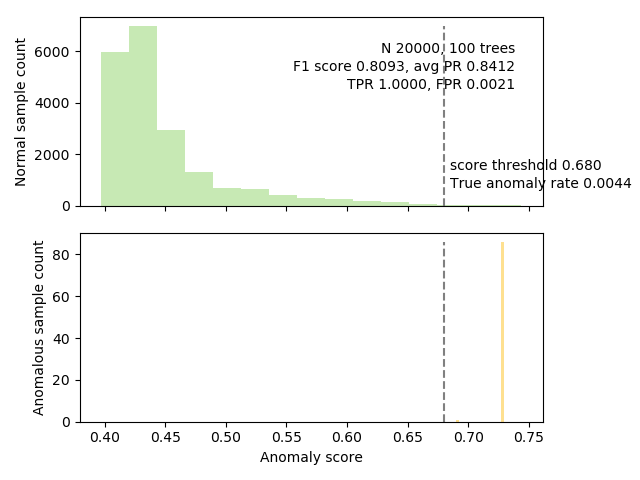 6000
4000
2000
0
Normal sample count
N 20000, 100 trees
F1 score 0.8093, avg PR 0.8412
TPR 1.0000, FPR 0.0021
score threshold 0.680
True anomaly rate 0.0044
80
60
40
20
0
Anomalous sample count
0.40 0.45 0.50 0.55 0.60 0.65 0.70 0.75
Anomaly score